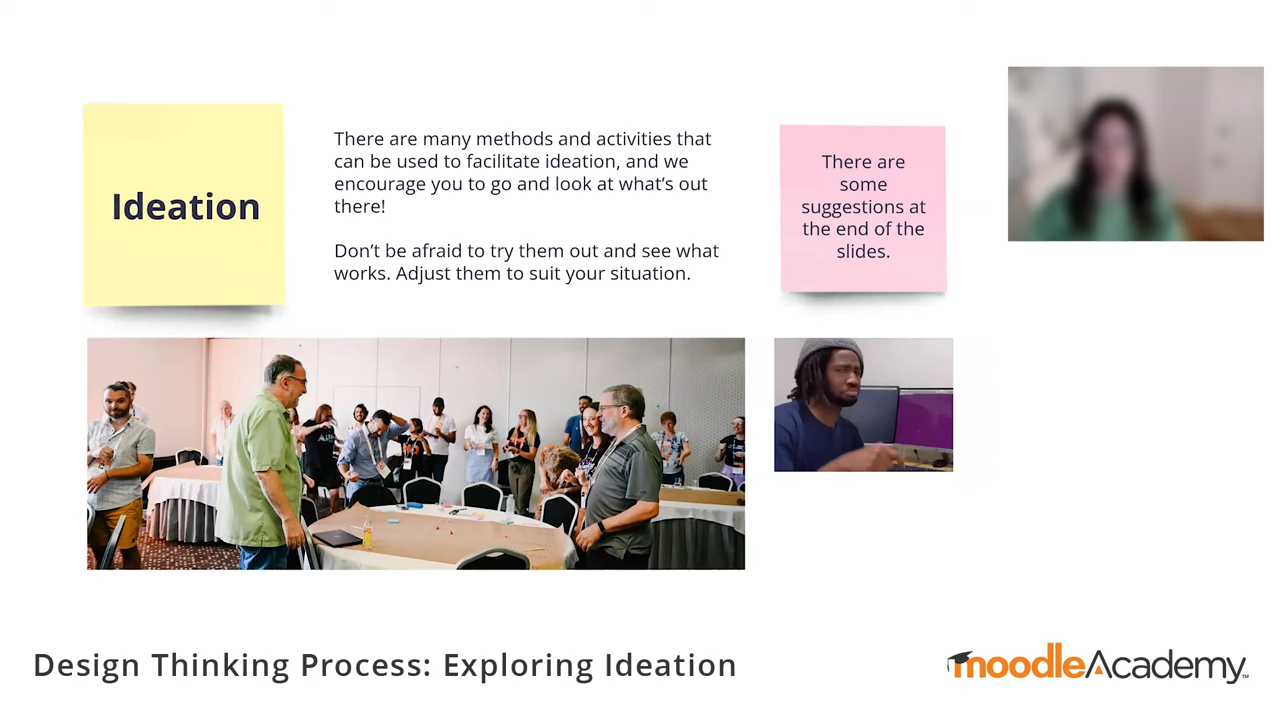 Ideation
There are many methods and activities that
can be used to facilitate ideation, and we
encourage you to go and look at what’s out
there!
Don’t be afraid to try them out and see what
works. Adjust them to suit your situation.
There are
some
suggestions at
the end of the
slides.
Design Thinking Process: Exploring Ideation
moodleAcademy™